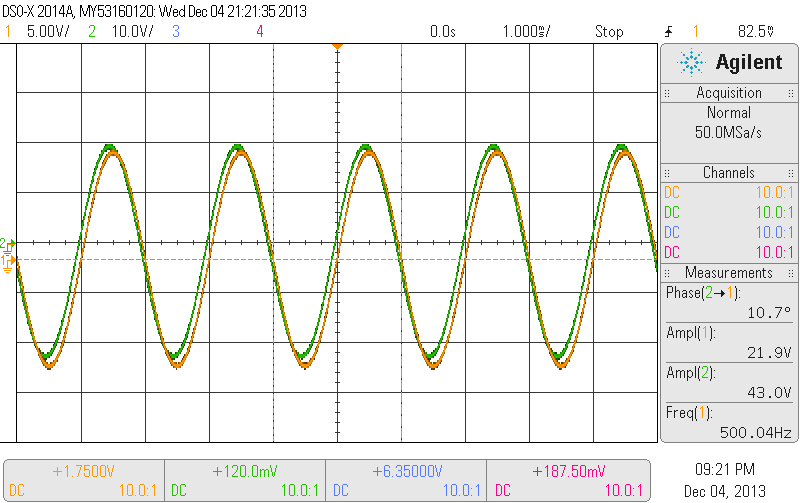 DSO-X 2014A, MY53160120: Wed Dec 04 21:21:35 2013
1 5.00V/ 2 10.0V/ 3 4 0.0s 1.000ms/ Stop 1 82.5mV
Agilent
Acquisition
Normal
50.0MSa/s
Channels
DC 10.0:1
DC 10.0:1
DC 10.0:1
DC 10.0:1
Measurements
Phase(2→1):
10.7°
Ampl(1):
21.9V
Ampl(2):
43.0V
Freq(1):
500.04Hz
2
1
+1.7500V +120.0mV +6.35000V +187.50mV
DC 10.0:1 DC 10.0:1 DC 10.0:1 DC 10.0:1
09:21 PM
Dec 04, 2013